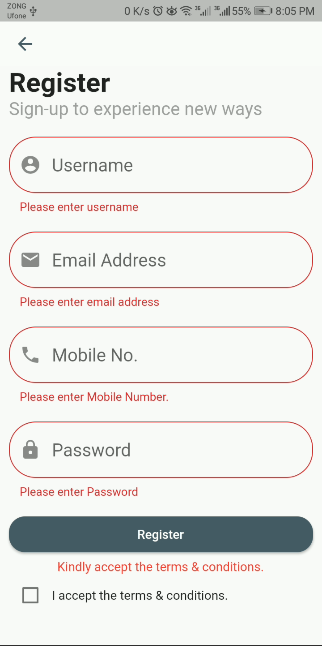 ZONG
Ufone
0 K/s 3G 3G 55% 8:05 PM
Register
Sign-up to experience new ways
Username
Please enter username
Email Address
Please enter email address
Mobile No.
Please enter Mobile Number.
Password
Please enter Password
Register
Kindly accept the terms & conditions.
I accept the terms & conditions.